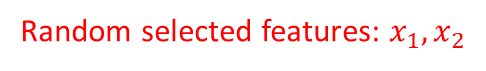 Random selected features: x₁, x₂